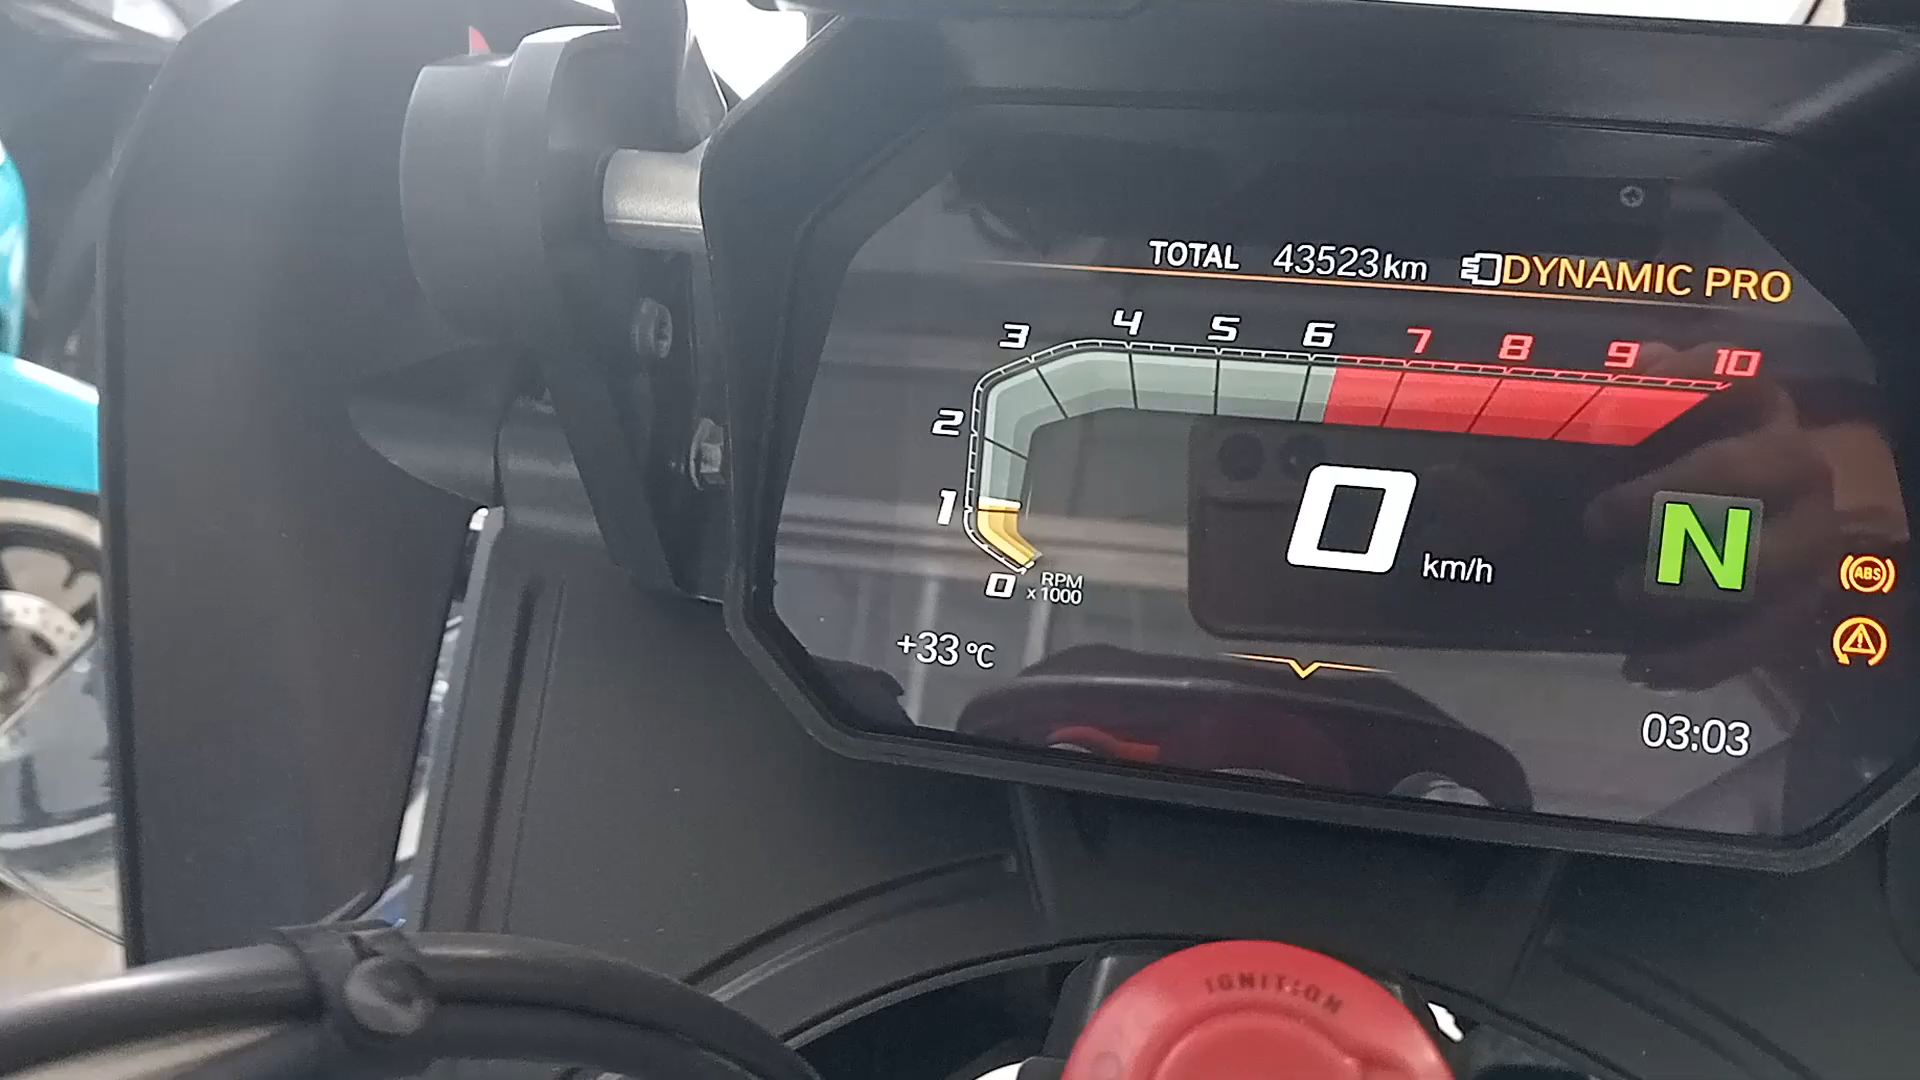 TOTAL 43523 km DYNAMIC PRO
3 4 5 6 7 8 9 10
2
1
0 RPM x 1000
0 km/h
N
ABS
+33 °C
03:03
IGNITION